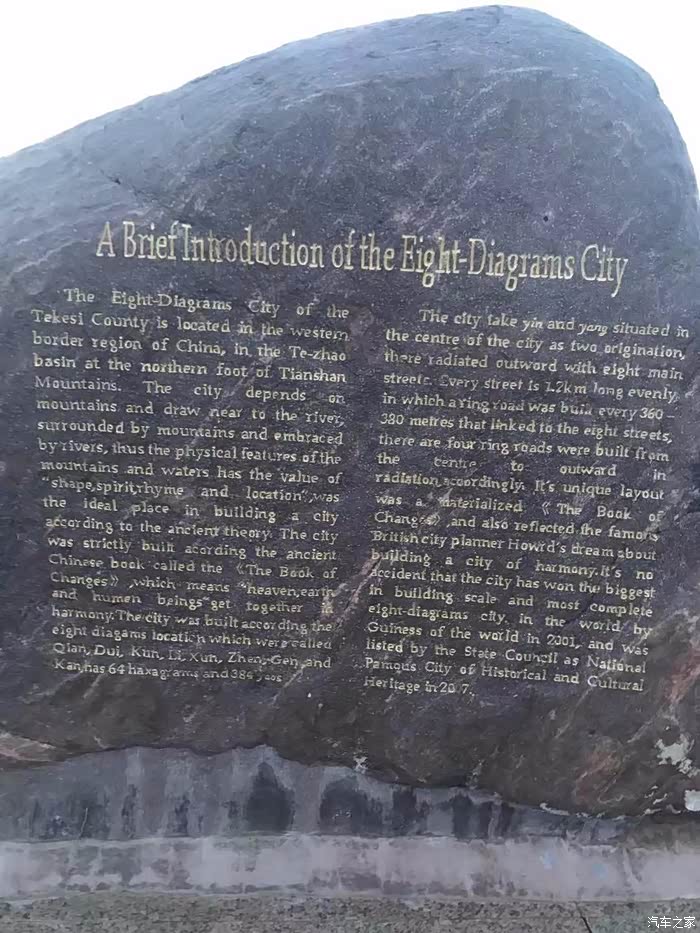 A Brief Introduction of the Eight-Diagrams City
The Eight-Diagrams City of the
Tekesi County is located in the western
border region of China, in the Te-zhao
basin at the northern foot of Tianshan
Mountains. The city depends on
mountains and draw near to the river,
surrounded by mountains and embraced
by rivers, thus the physical features of the
mountains and waters has the value of
"shape,spirit,rhyme and location",was
the ideal place in building a city
according to the ancient theory. The city
was strictly built acording the ancient
Chinese book called the 《The Book of
Changes》,which means "heaven,earth
and humen beings"get together in
harmony.The city was built according the
eight diagams location which were called
Qian, Dui, Kun, Li, Xun, Zhen, Gen, and
Kan,has 64 haxagrams and 384 yaos
The city take yin and yang situated in
the centre of the city as two origination,
there radiated outword with eight main
streets. Every street is 1.2km long evenly,
in which a ring road was built every 360-
380 metres that linked to the eight streets,
there are four ring roads were built from
the centre to outward in
radiation,accordingly. It's unique layout
was a materialized 《The Book of
Changes》,and also reflected the famous
British city planner Howrd's dream about
building a city of harmony.It's no
accident that the city has won the biggest
in building scale and most complete
eight-diagrams city, in the world by
Guiness of the world in 2001, and was
listed by the State Council as National
Famous City of Historical and Cultural
Heritage in 2007.
汽车之家